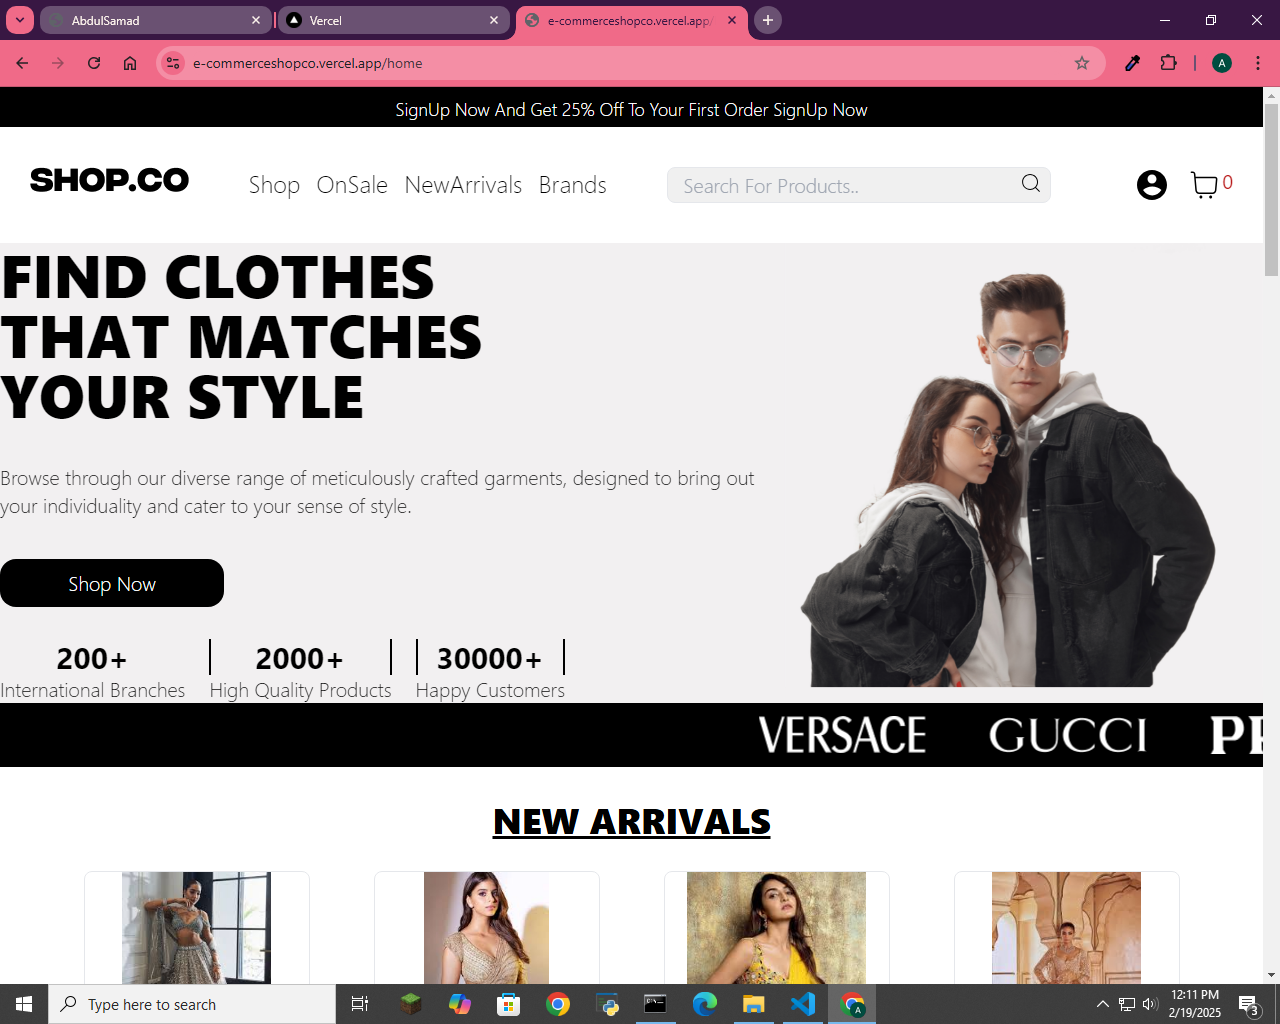 AbdulSamad
Vercel
e-commerceshopco.vercel.app/
e-commerceshopco.vercel.app/home
A
SignUp Now And Get 25% Off To Your First Order SignUp Now
SHOP.CO
Shop OnSale NewArrivals Brands
Search For Products..
0
FIND CLOTHES
THAT MATCHES
YOUR STYLE
Browse through our diverse range of meticulously crafted garments, designed to bring out
your individuality and cater to your sense of style.
Shop Now
200+
International Branches
2000+
High Quality Products
30000+
Happy Customers
VERSACE GUCCI
NEW ARRIVALS
Type here to search
A
12:11 PM
2/19/2025
3